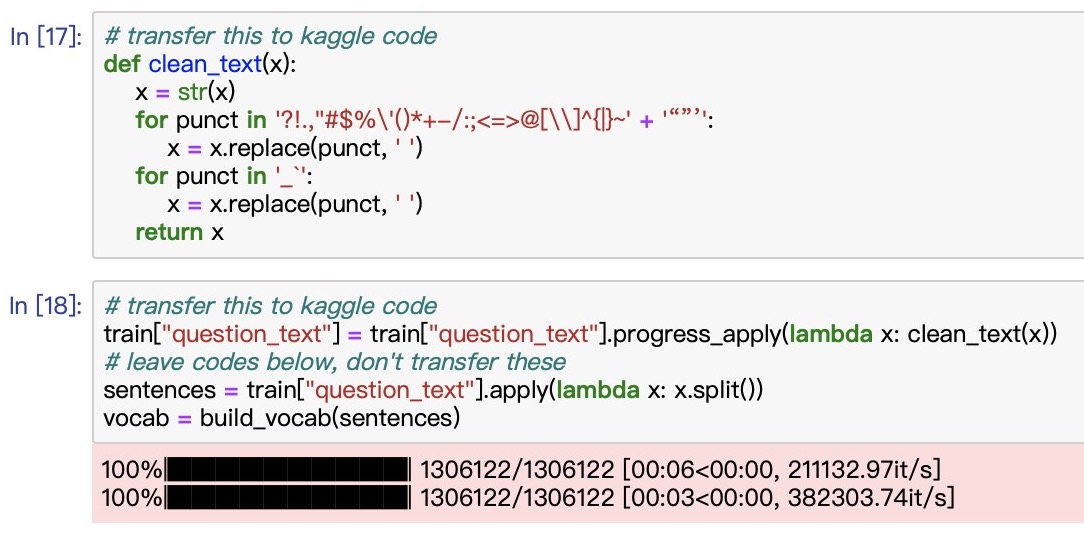 In [17]:
# transfer this to kaggle code
def clean_text(x):
    x = str(x)
    for punct in '?!.,"#$%\'()*+-/:;<=>@[\\]^{|}~' + '“”’':
        x = x.replace(punct, ' ')
    for punct in '_`':
        x = x.replace(punct, ' ')
    return x
In [18]:
# transfer this to kaggle code
train["question_text"] = train["question_text"].progress_apply(lambda x: clean_text(x))
# leave codes below, don't transfer these
sentences = train["question_text"].apply(lambda x: x.split())
vocab = build_vocab(sentences)
100%|██████████| 1306122/1306122 [00:06<00:00, 211132.97it/s]
100%|██████████| 1306122/1306122 [00:03<00:00, 382303.74it/s]